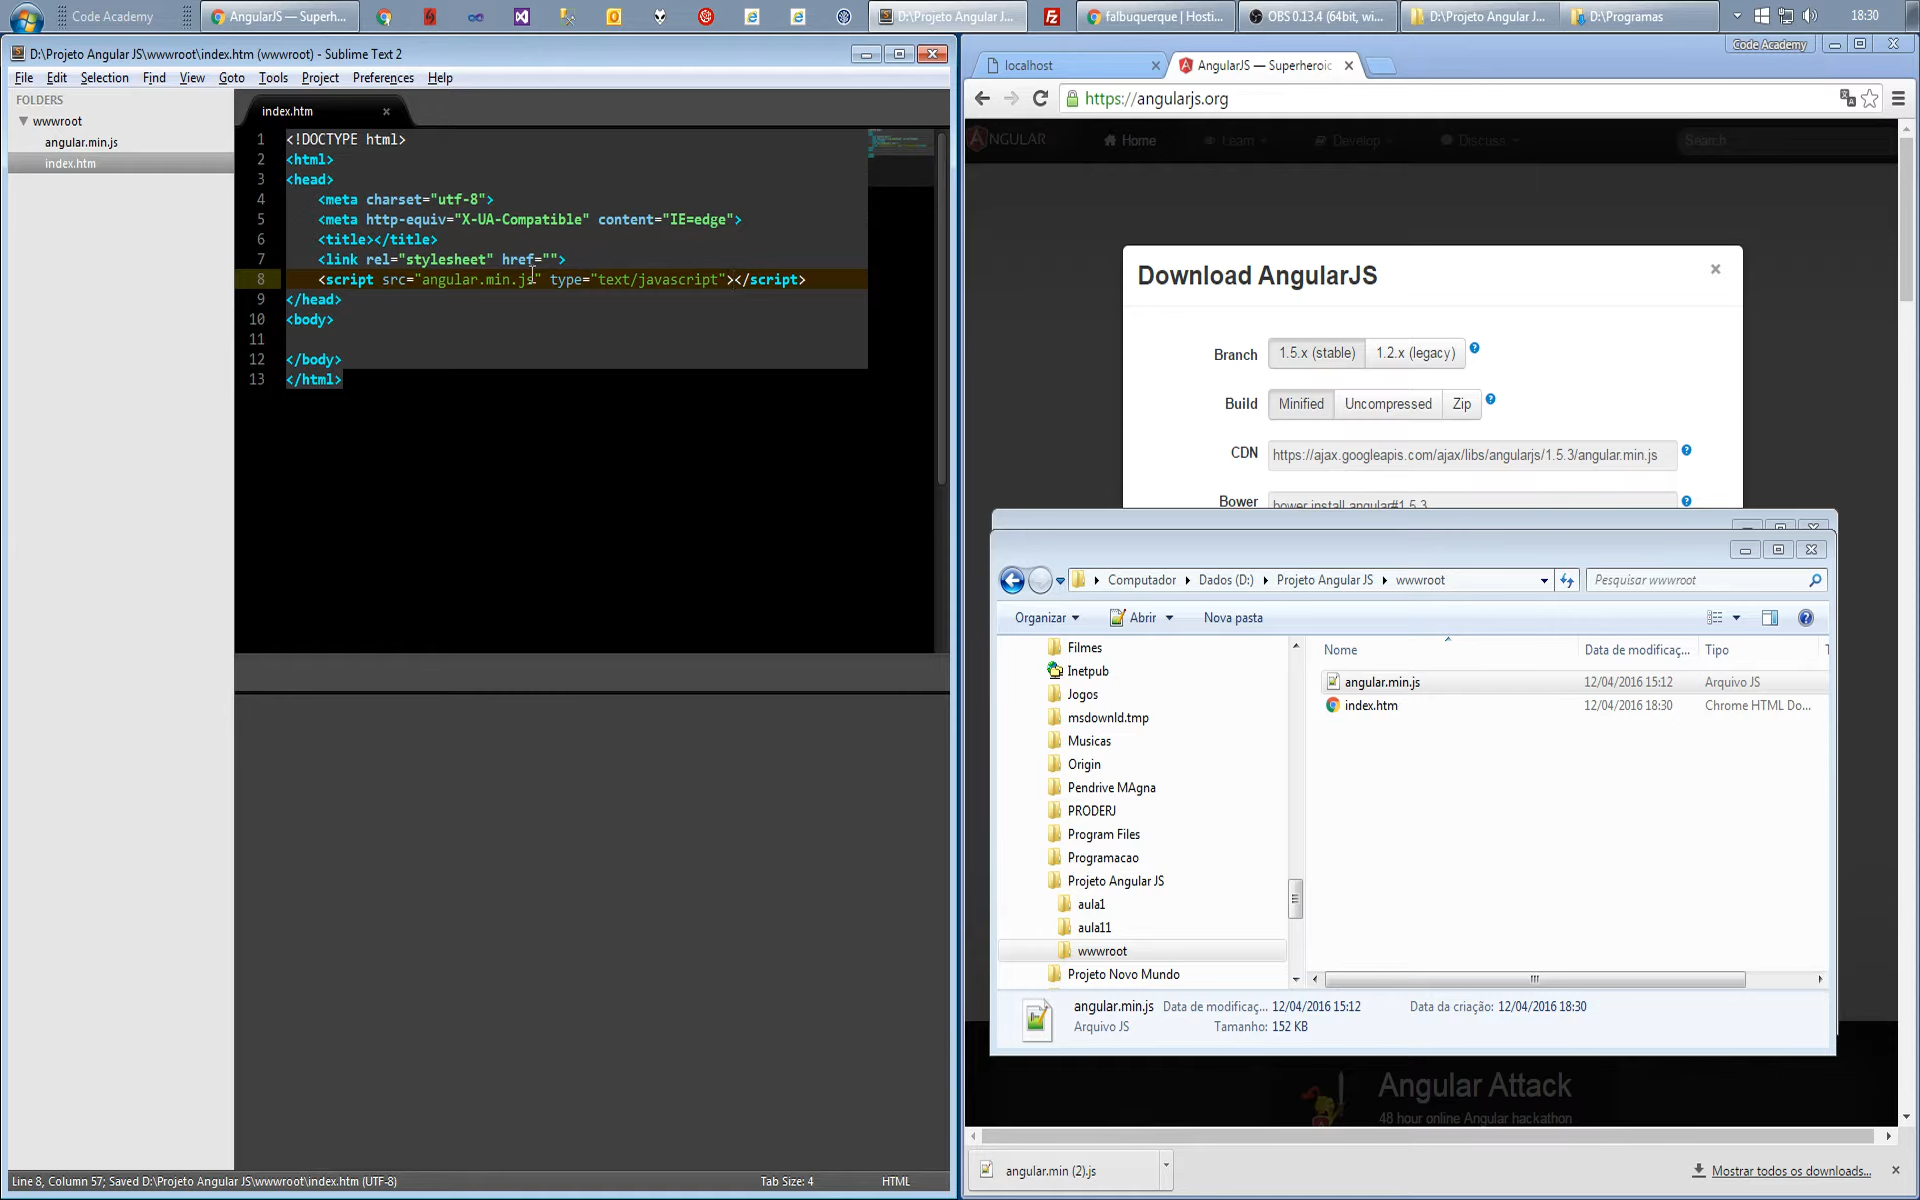 Code Academy
AngularJS — Superh...
D:\Projeto Angular J...
falbuquerque | Hosti...
OBS 0.13.4 (64bit, wi...
D:\Projeto Angular J...
D:\Programas
18:30
D:\Projeto Angular JS\wwwroot\index.htm (wwwroot) - Sublime Text 2
File Edit Selection Find View Goto Tools Project Preferences Help
FOLDERS
wwwroot
angular.min.js
index.htm
index.htm
1 <!DOCTYPE html>
2 <html>
3 <head>
4 <meta charset="utf-8">
5 <meta http-equiv="X-UA-Compatible" content="IE=edge">
6 <title></title>
7 <link rel="stylesheet" href="">
8 <script src="angular.min.js" type="text/javascript"></script>
9 </head>
10 <body>
11
12 </body>
13 </html>
Line 8, Column 57; Saved D:\Projeto Angular JS\wwwroot\index.htm (UTF-8)
Tab Size: 4
HTML
Code Academy
localhost
AngularJS — Superheroic
https://angularjs.org
ANGULAR
Home
Learn
Develop
Discuss
Search
Download AngularJS
Branch
1.5.x (stable)
1.2.x (legacy)
Build
Minified
Uncompressed
Zip
CDN
https://ajax.googleapis.com/ajax/libs/angularjs/1.5.3/angular.min.js
Bower
bower install angular#1.5.3
Computador
Dados (D:)
Projeto Angular JS
wwwroot
Pesquisar wwwroot
Organizar
Abrir
Nova pasta
Filmes
Inetpub
Jogos
msdownld.tmp
Musicas
Origin
Pendrive MAgna
PRODERJ
Program Files
Programacao
Projeto Angular JS
aula1
aula11
wwwroot
Projeto Novo Mundo
Nome
Data de modificaç...
Tipo
angular.min.js
12/04/2016 15:12
Arquivo JS
index.htm
12/04/2016 18:30
Chrome HTML Do...
angular.min.js
Data de modificaç... 12/04/2016 15:12
Data da criação: 12/04/2016 18:30
Arquivo JS
Tamanho: 152 KB
Angular Attack
48 hour online Angular hackathon
angular.min (2).js
Mostrar todos os downloads...